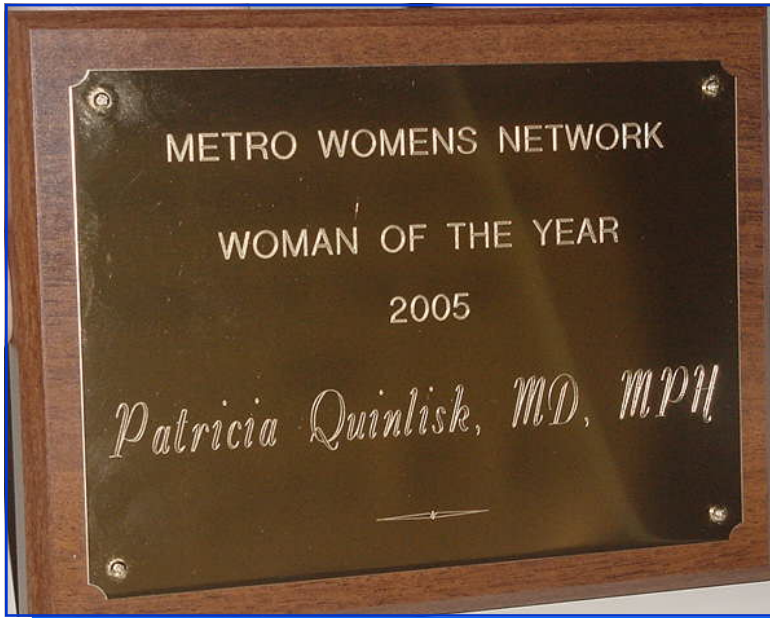 METRO WOMENS NETWORK
WOMAN OF THE YEAR
2005
Patricia Quinlisk, MD, MPH